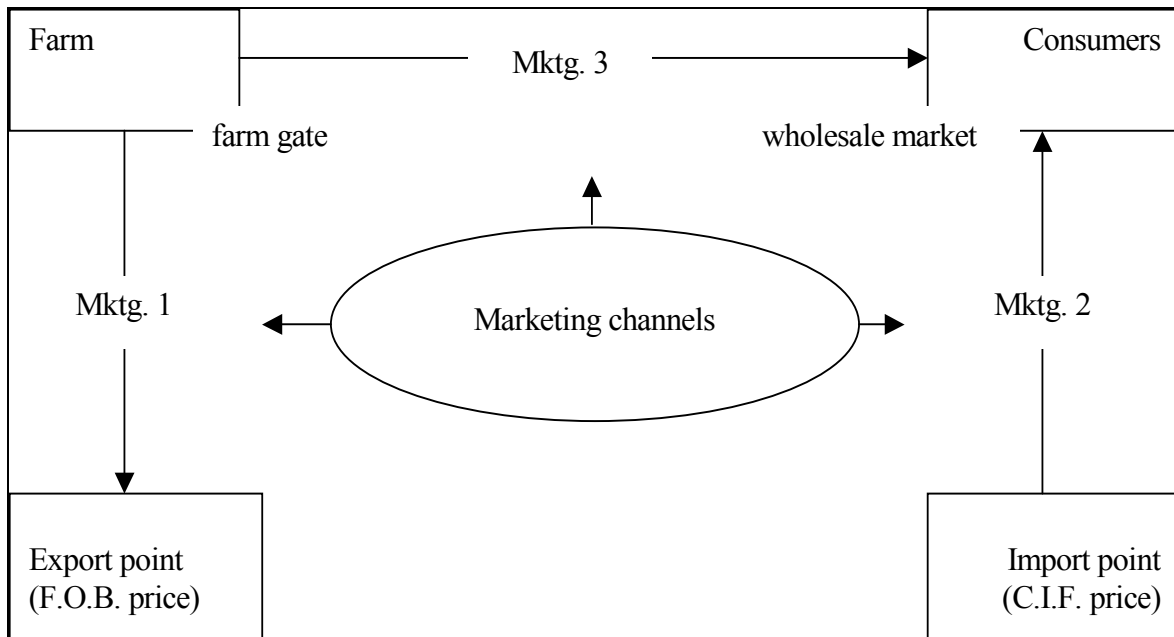 Farm
Consumers
Mktg. 3
farm gate
wholesale market
Mktg. 1
Marketing channels
Mktg. 2
Export point
(F.O.B. price)
Import point
(C.I.F. price)